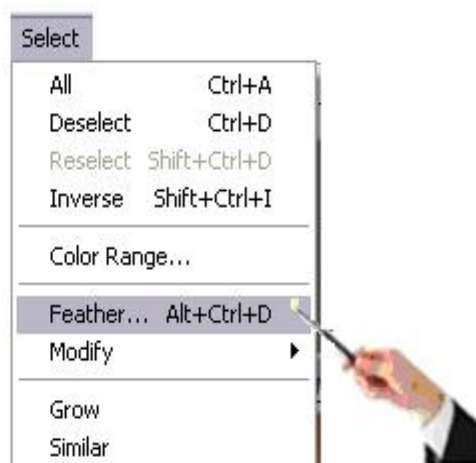 Select
All Ctrl+A
Deselect Ctrl+D
Reselect Shift+Ctrl+D
Inverse Shift+Ctrl+I
Color Range...
Feather... Alt+Ctrl+D
Modify
Grow
Similar